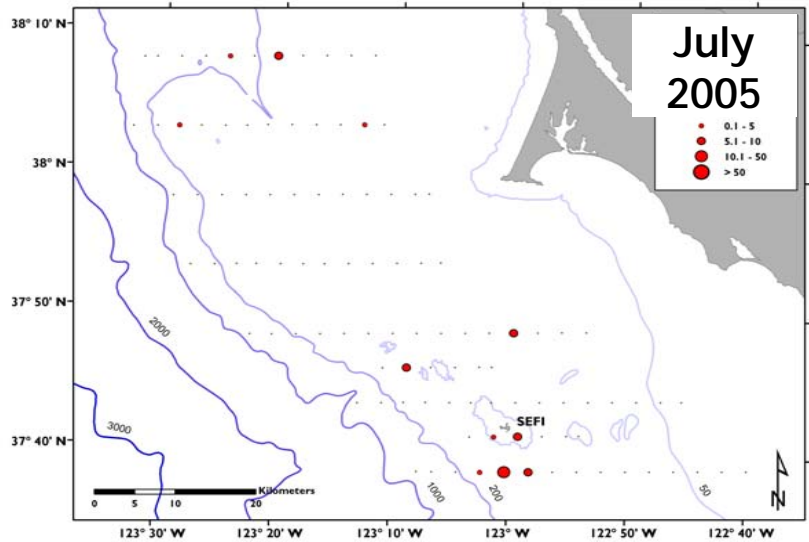 38° 10' N
38° N
37° 50' N
37° 40' N
July
2005
0.1 - 5
5.1 - 10
10.1 - 50
> 50
2000
3000
1000
200
50
SEFI
Kilometers
0 5 10 20
N
123° 30' W 123° 20' W 123° 10' W 123° W 122° 50' W 122° 40' W